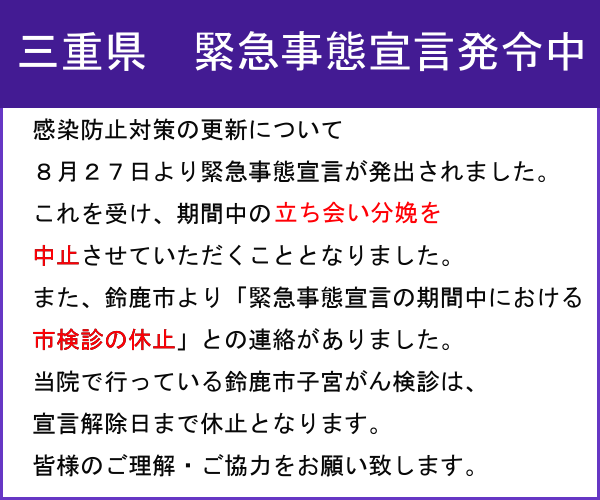 三重県　緊急事態宣言発令中
感染防止対策の更新について
８月２７日より緊急事態宣言が発出されました。
これを受け、期間中の立ち会い分娩を
中止させていただくこととなりました。
また、鈴鹿市より「緊急事態宣言の期間中における
市検診の休止」との連絡がありました。
当院で行っている鈴鹿市子宮がん検診は、
宣言解除日まで休止となります。
皆様のご理解・ご協力をお願い致します。